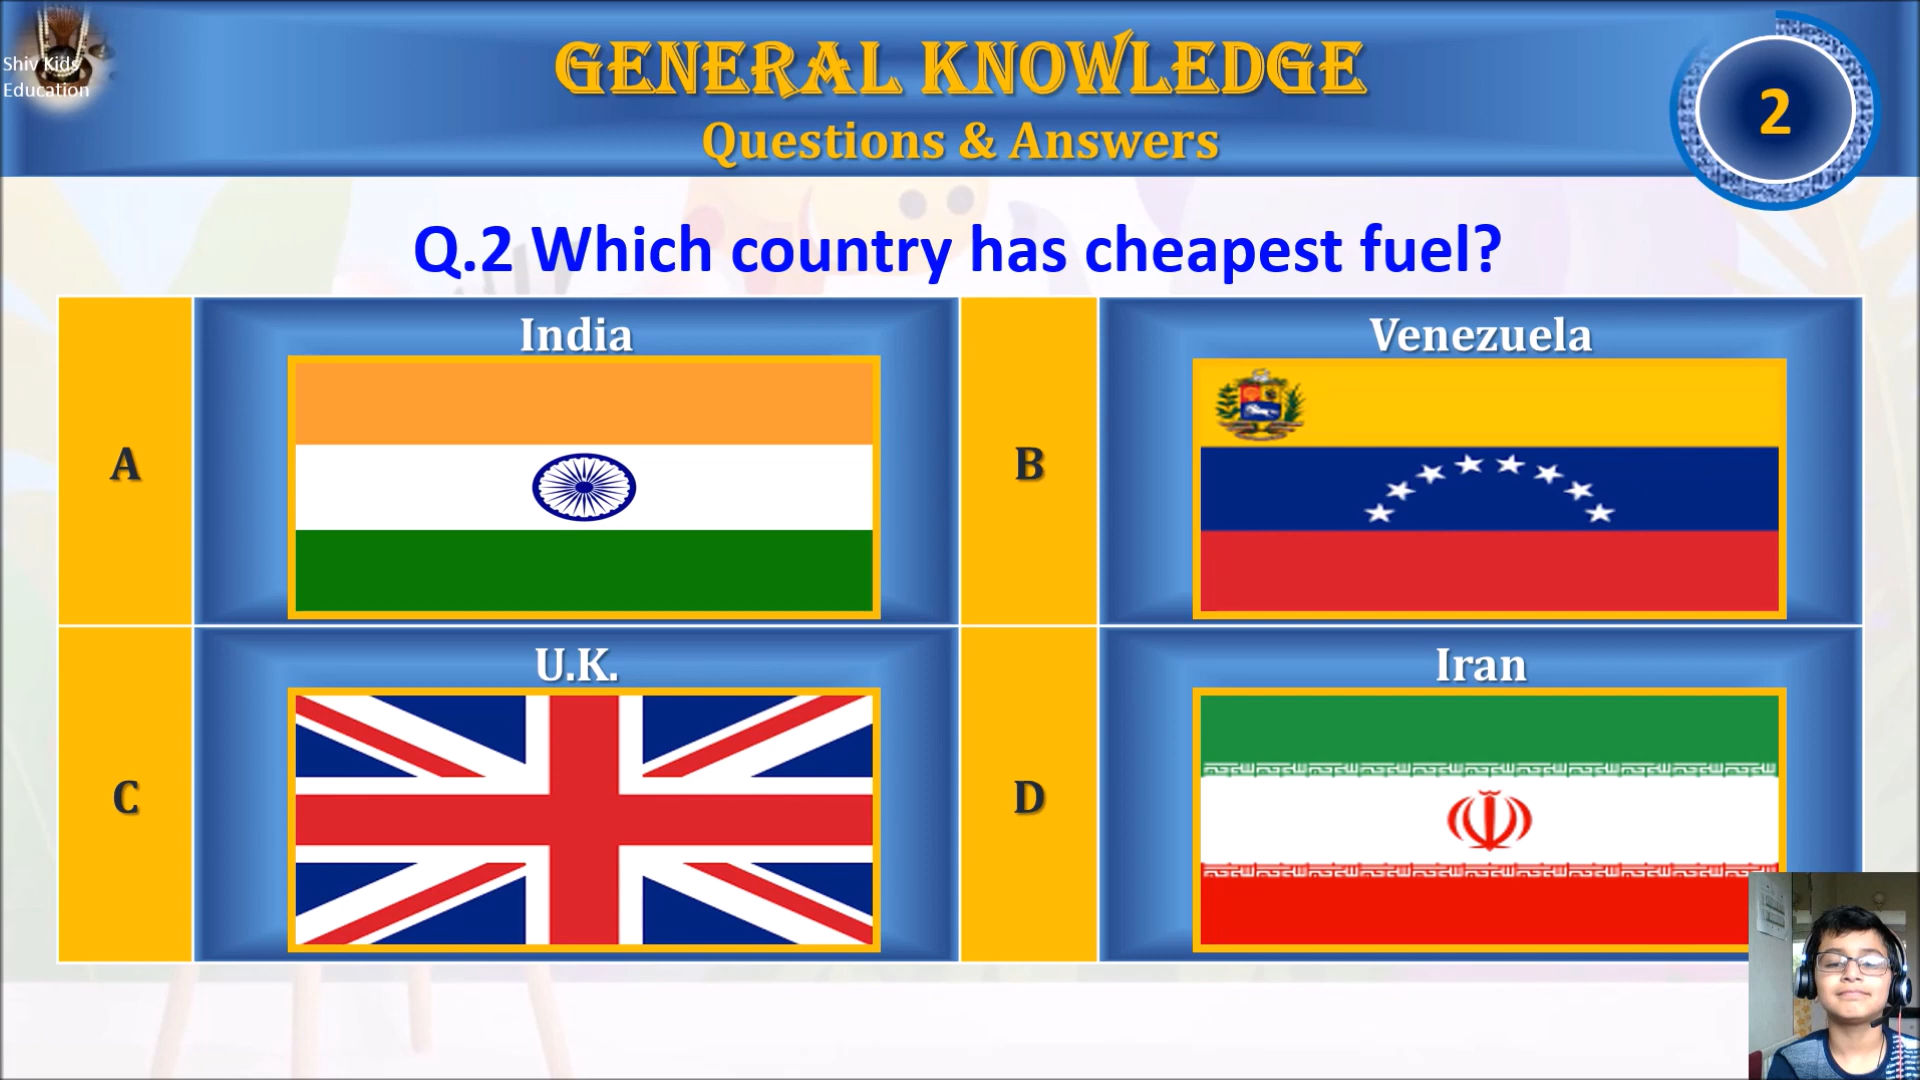 Shiv Kids
Education
GENERAL KNOWLEDGE
Questions & Answers
2
Q.2 Which country has cheapest fuel?
A
India
B
Venezuela
C
U.K.
D
Iran